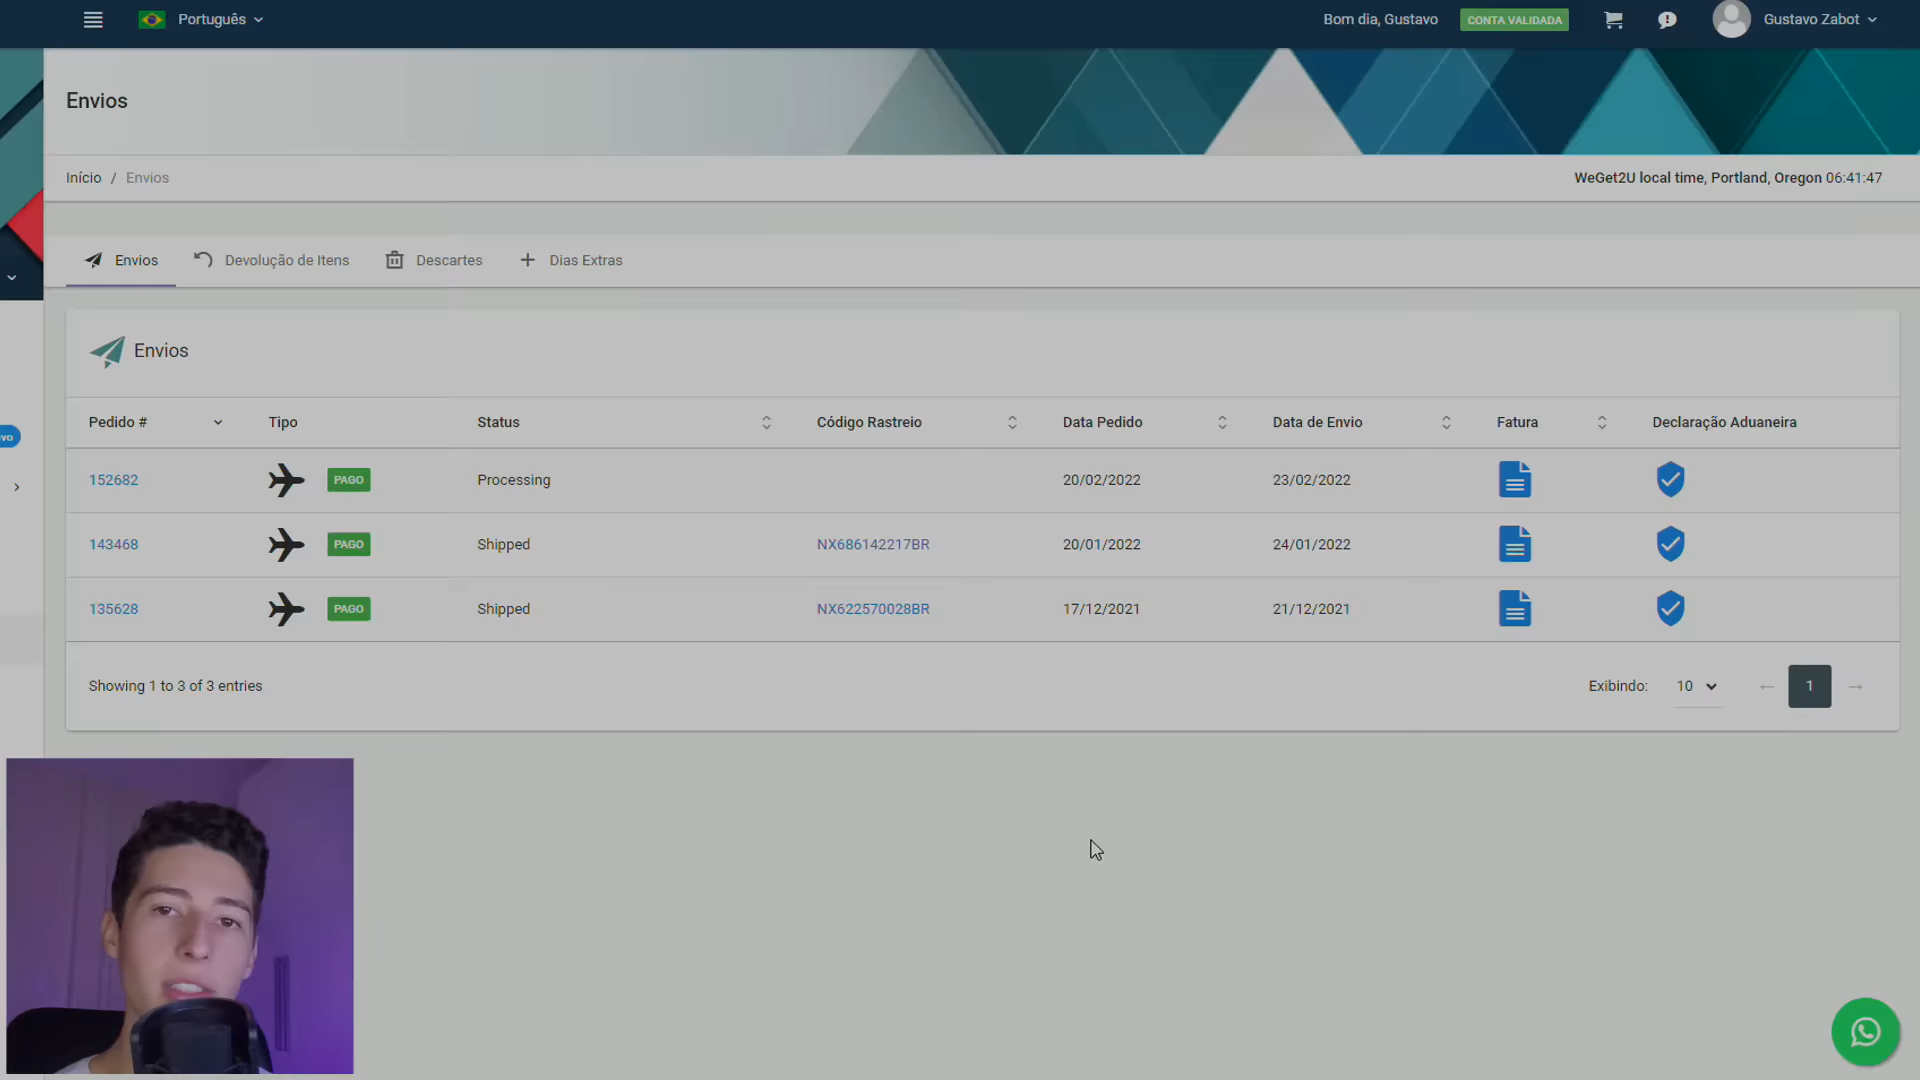 Português
Bom dia, Gustavo
CONTA VALIDADA
Gustavo Zabot
Envios
Início / Envios
WeGet2U local time, Portland, Oregon 06:41:47
Envios
Devolução de Itens
Descartes
Dias Extras
Envios
Pedido # Tipo Status Código Rastreio Data Pedido Data de Envio Fatura Declaração Aduaneira
152682 PAGO Processing 20/02/2022 23/02/2022
143468 PAGO Shipped NX686142217BR 20/01/2022 24/01/2022
135628 PAGO Shipped NX622570028BR 17/12/2021 21/12/2021
Showing 1 to 3 of 3 entries
Exibindo: 10
1